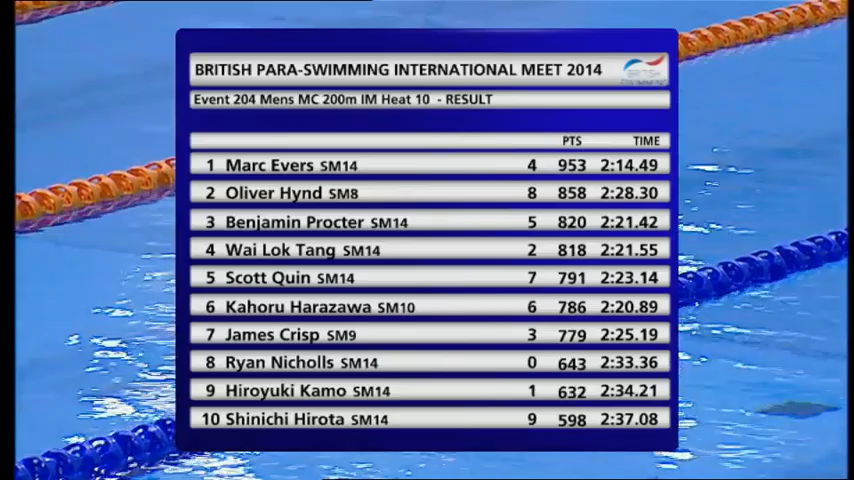 BRITISH PARA-SWIMMING INTERNATIONAL MEET 2014
Event 204 Mens MC 200m IM Heat 10 - RESULT
PTS TIME
1 Marc Evers SM14 4 953 2:14.49
2 Oliver Hynd SM8 8 858 2:28.30
3 Benjamin Procter SM14 5 820 2:21.42
4 Wai Lok Tang SM14 2 818 2:21.55
5 Scott Quin SM14 7 791 2:23.14
6 Kahoru Harazawa SM10 6 786 2:20.89
7 James Crisp SM9 3 779 2:25.19
8 Ryan Nicholls SM14 0 643 2:33.36
9 Hiroyuki Kamo SM14 1 632 2:34.21
10 Shinichi Hirota SM14 9 598 2:37.08